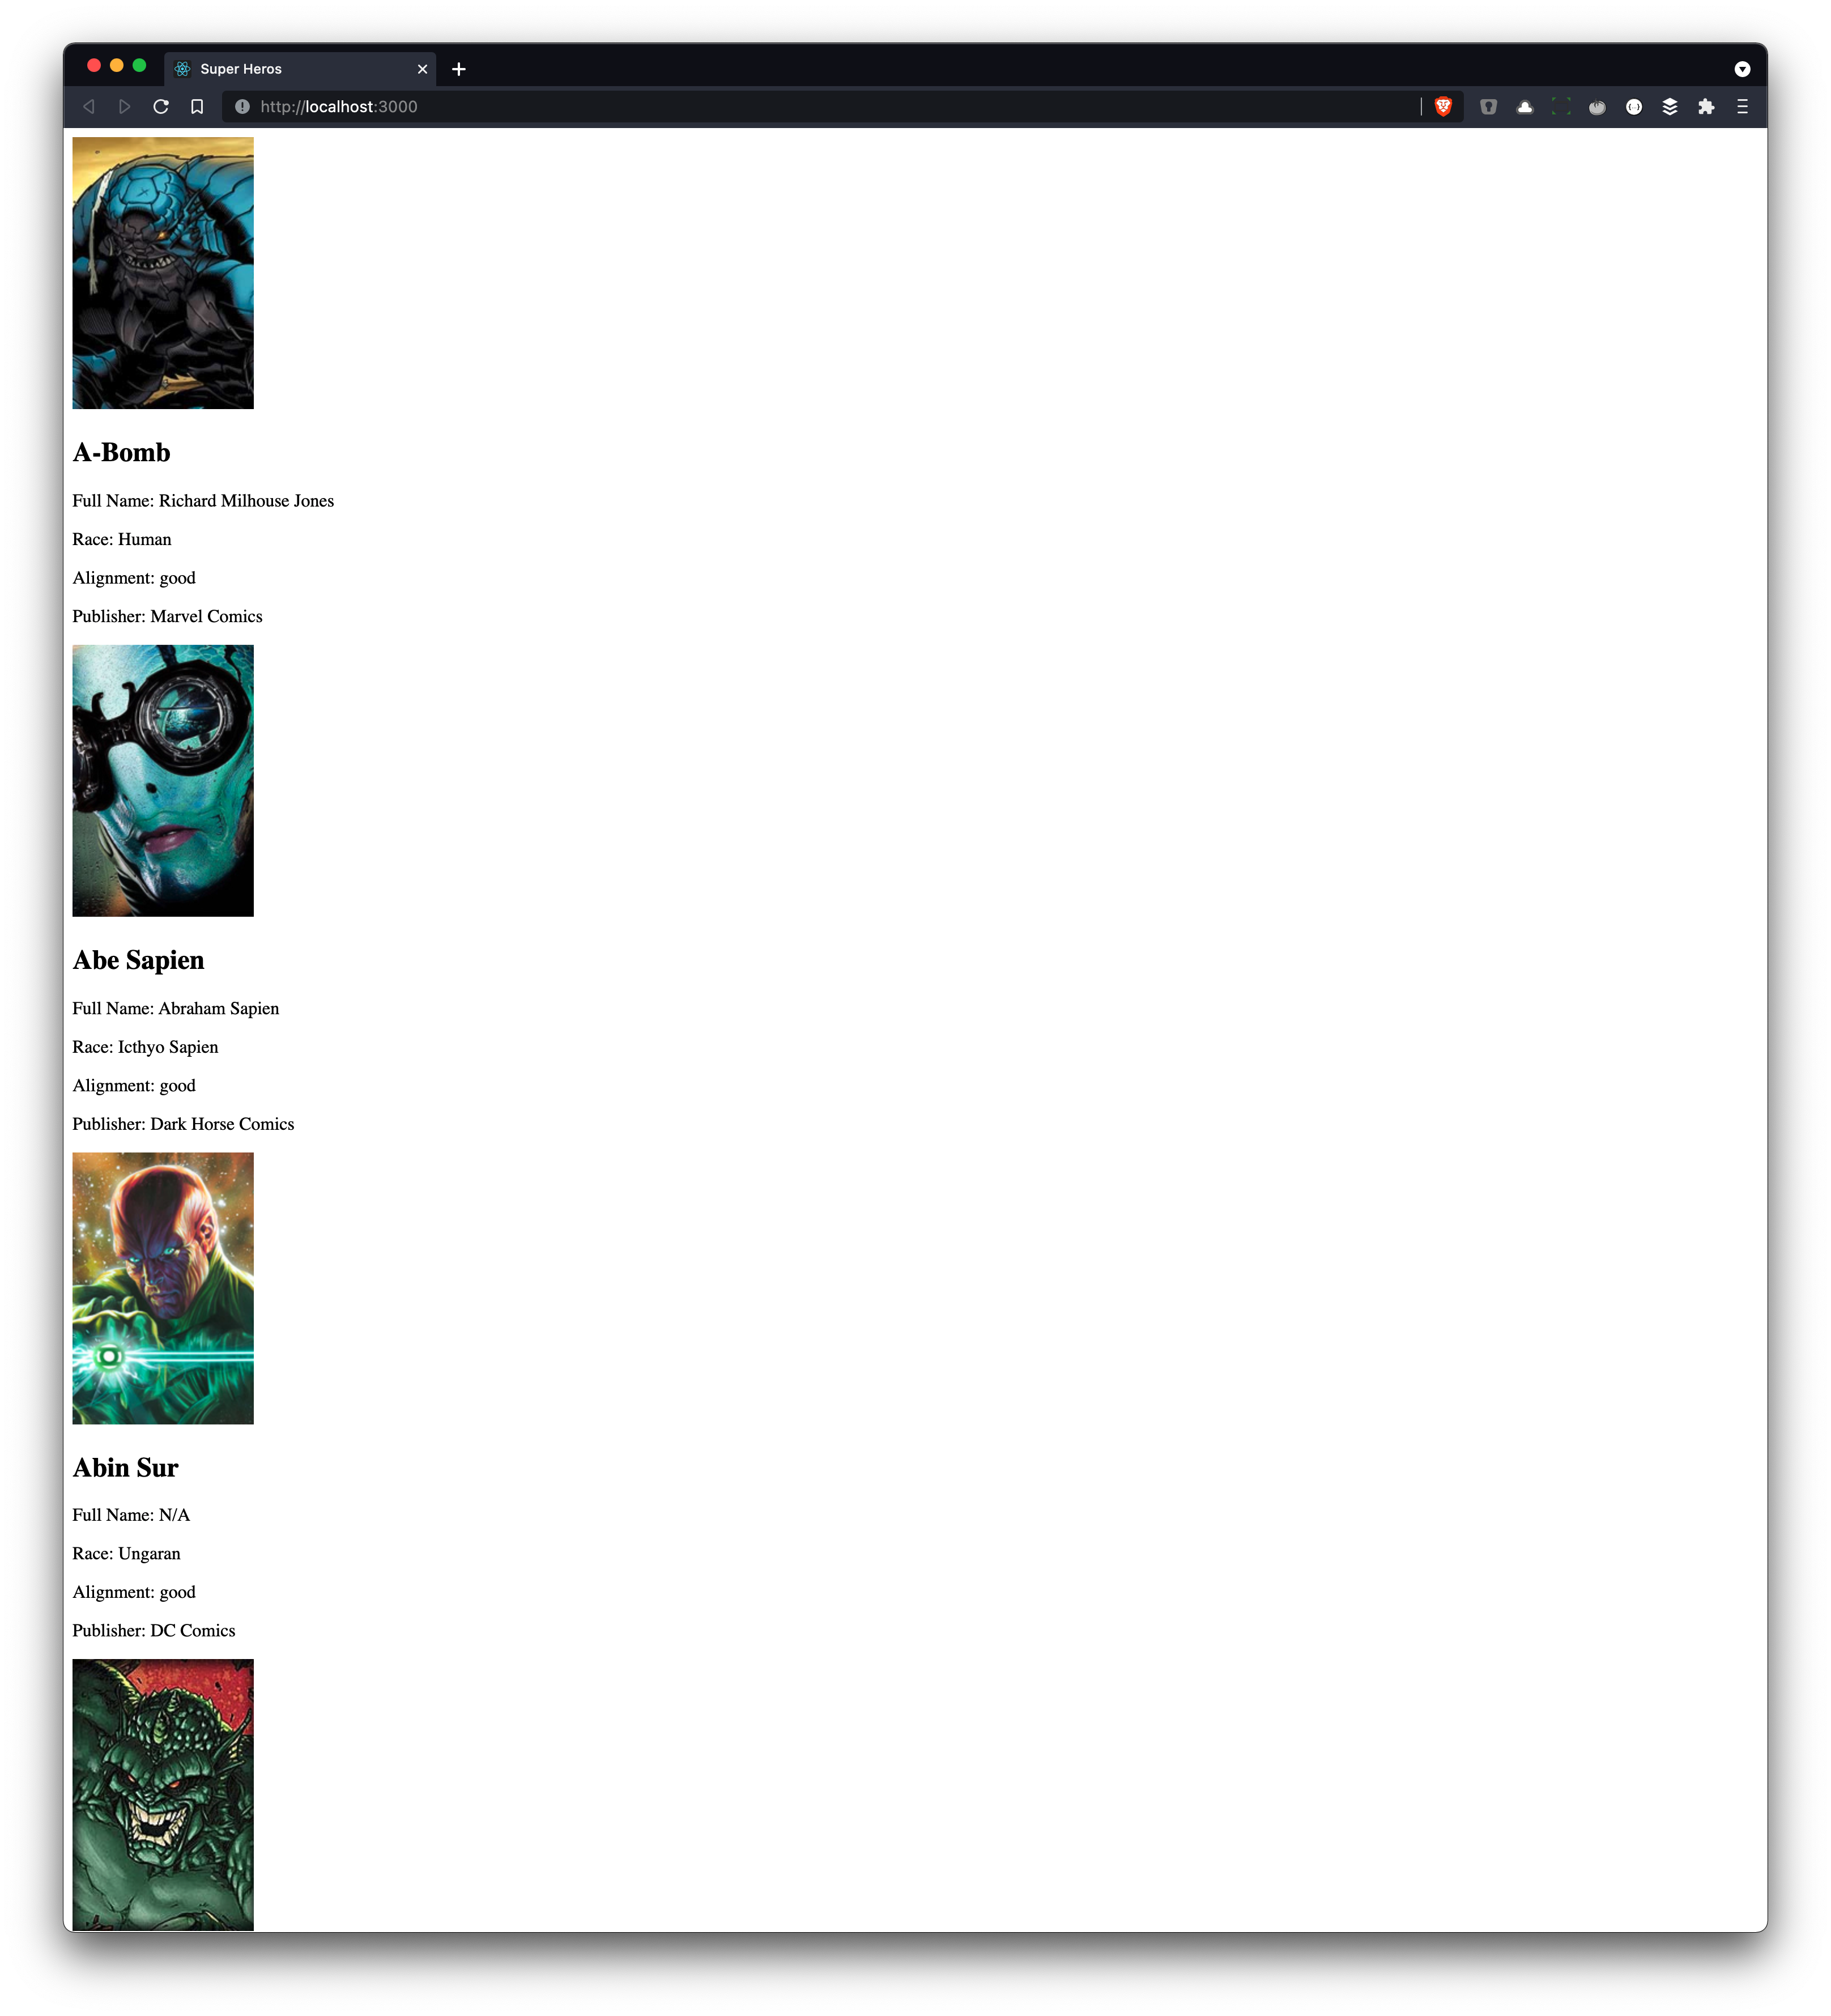 Super Heros
http://localhost:3000
A-Bomb
Full Name: Richard Milhouse Jones
Race: Human
Alignment: good
Publisher: Marvel Comics
Abe Sapien
Full Name: Abraham Sapien
Race: Icthyo Sapien
Alignment: good
Publisher: Dark Horse Comics
Abin Sur
Full Name: N/A
Race: Ungaran
Alignment: good
Publisher: DC Comics